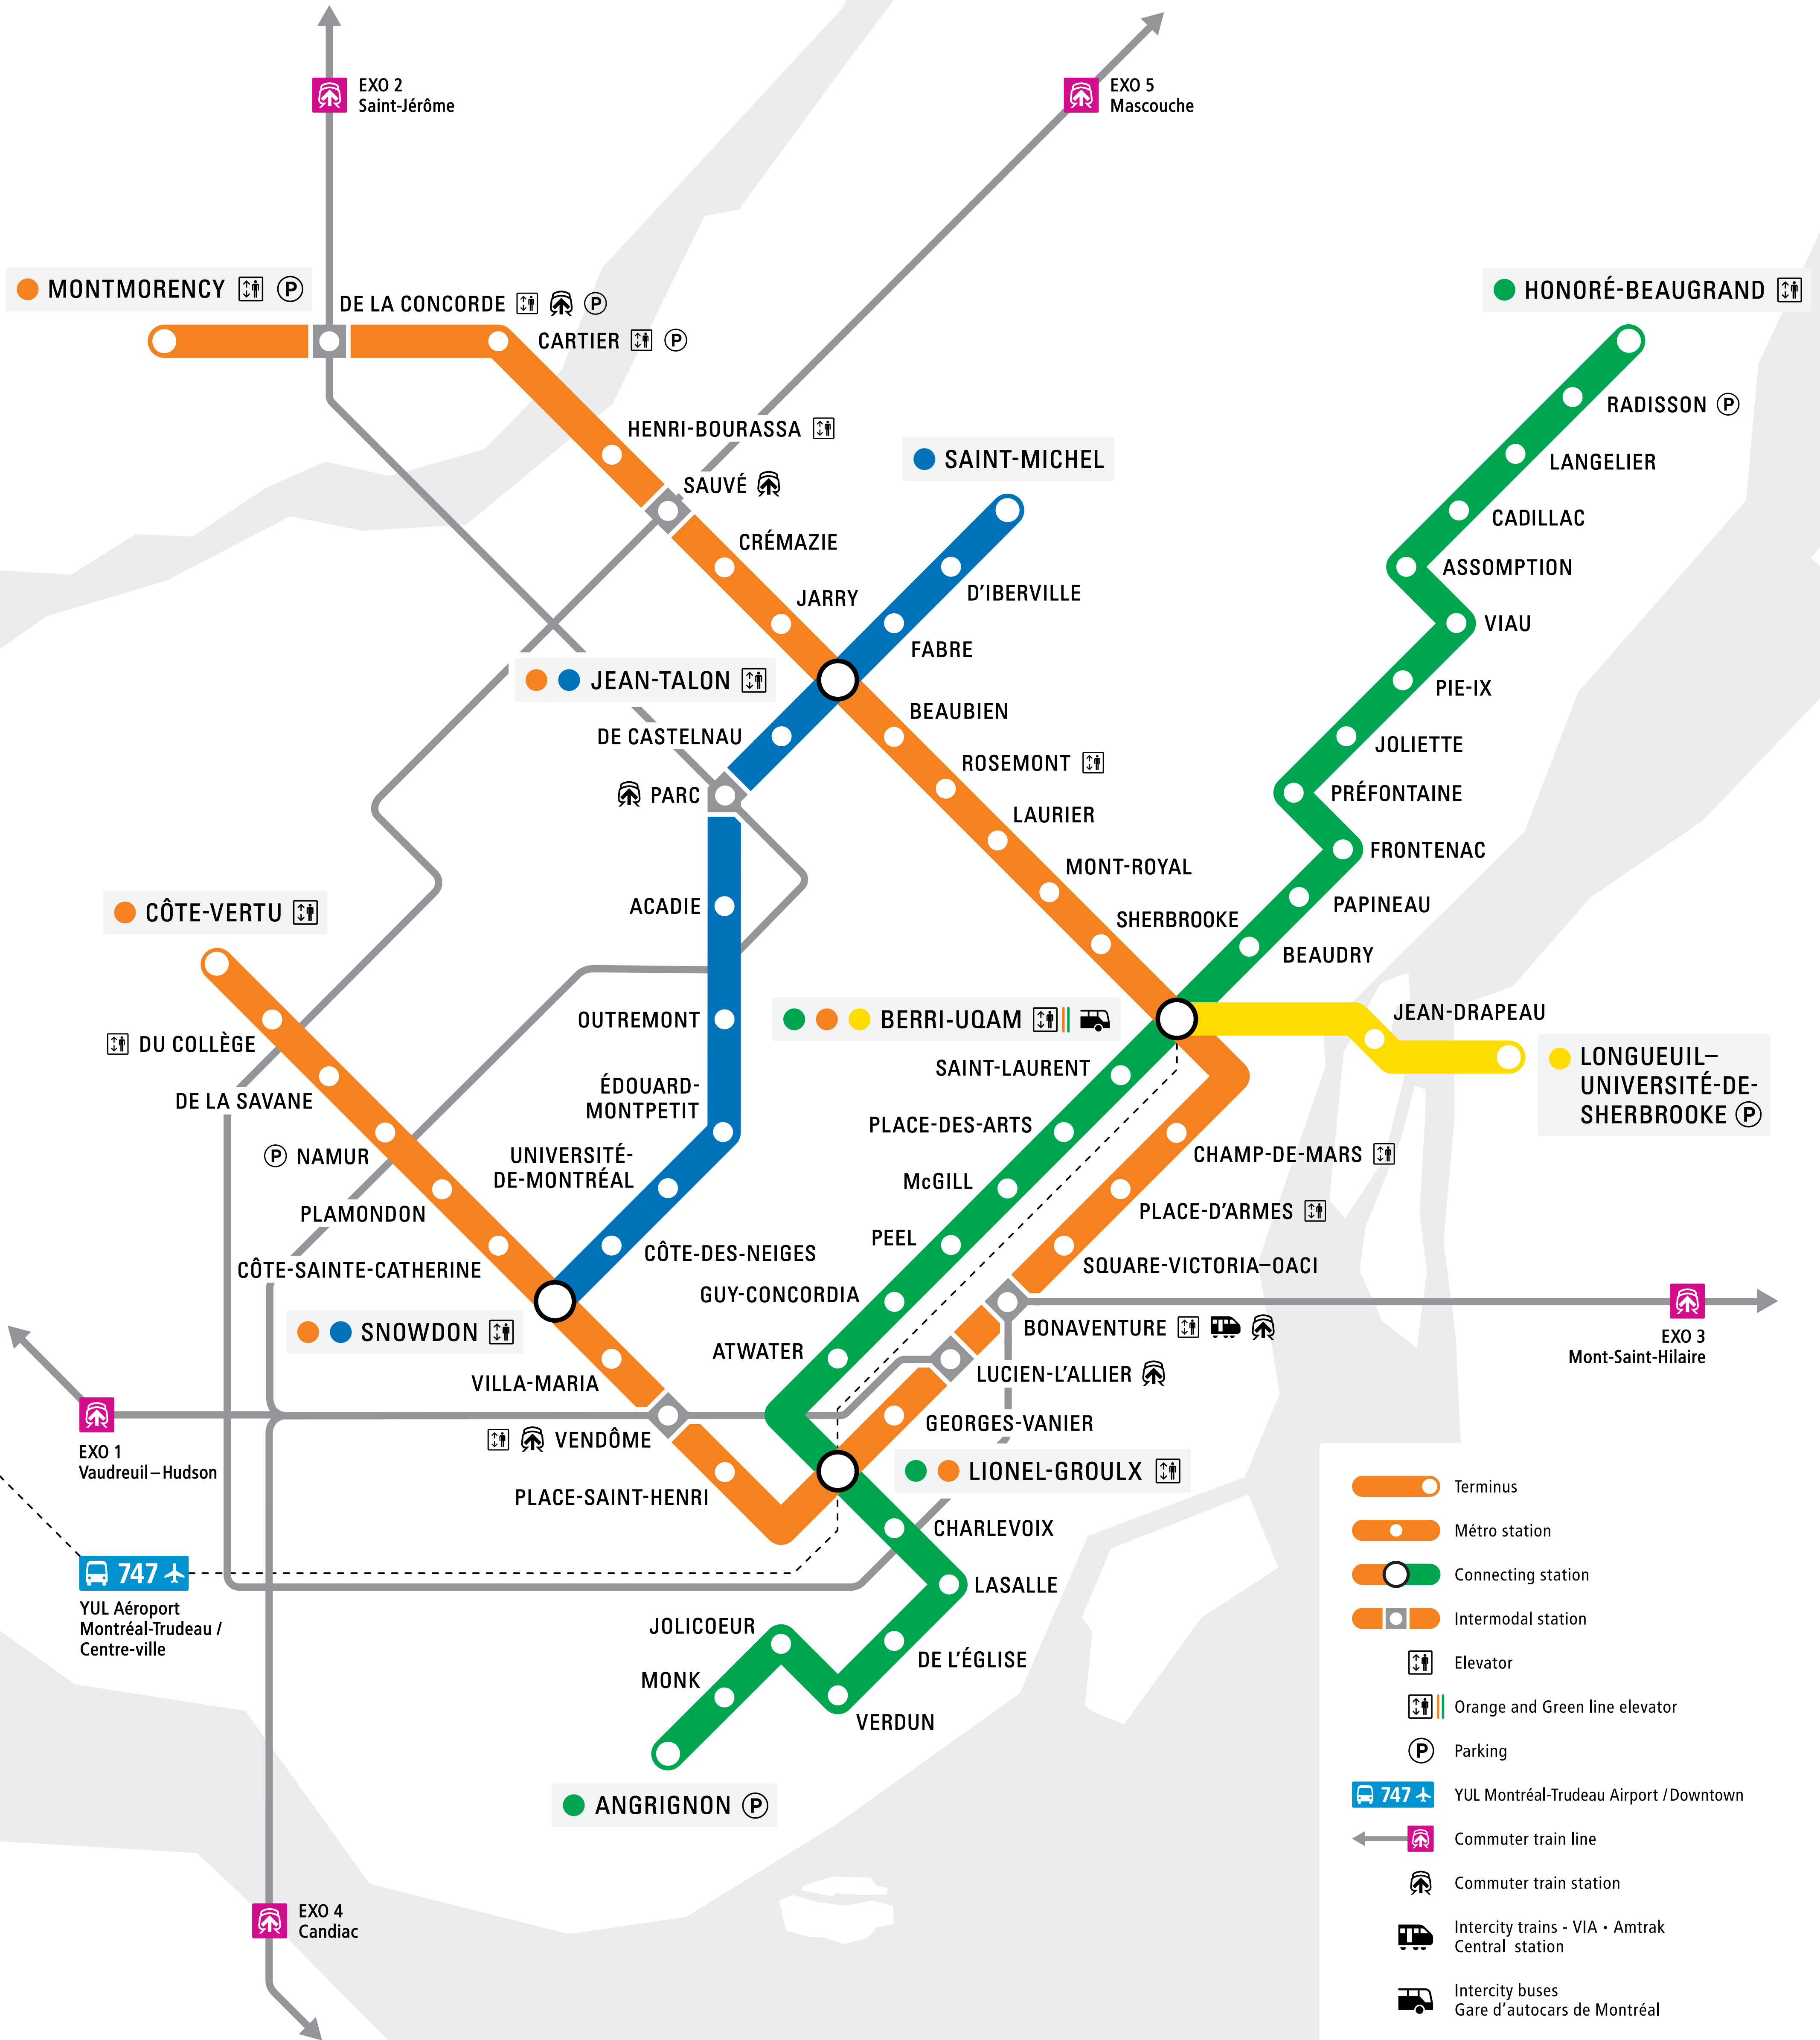 EXO 2
Saint-Jérôme
EXO 5
Mascouche
MONTMORENCY P
DE LA CONCORDE P
CARTIER P
HONORÉ-BEAUGRAND
RADISSON P
HENRI-BOURASSA
SAINT-MICHEL
LANGELIER
SAUVÉ
CADILLAC
CRÉMAZIE
ASSOMPTION
D'IBERVILLE
JARRY
VIAU
FABRE
JEAN-TALON
PIE-IX
BEAUBIEN
DE CASTELNAU
JOLIETTE
ROSEMONT
PARC
PRÉFONTAINE
LAURIER
FRONTENAC
MONT-ROYAL
ACADIE
PAPINEAU
CÔTE-VERTU
SHERBROOKE
BEAUDRY
JEAN-DRAPEAU
OUTREMONT
BERRI-UQAM
DU COLLÈGE
LONGUEUIL–
UNIVERSITÉ-DE-
SHERBROOKE P
SAINT-LAURENT
ÉDOUARD-
MONTPETIT
DE LA SAVANE
PLACE-DES-ARTS
P NAMUR
UNIVERSITÉ-
DE-MONTRÉAL
CHAMP-DE-MARS
McGILL
PLAMONDON
PLACE-D'ARMES
PEEL
CÔTE-DES-NEIGES
CÔTE-SAINTE-CATHERINE
SQUARE-VICTORIA–OACI
GUY-CONCORDIA
SNOWDON
BONAVENTURE
EXO 3
Mont-Saint-Hilaire
ATWATER
LUCIEN-L'ALLIER
VILLA-MARIA
GEORGES-VANIER
VENDÔME
EXO 1
Vaudreuil–Hudson
LIONEL-GROULX
PLACE-SAINT-HENRI
CHARLEVOIX
747
YUL Aéroport
Montréal-Trudeau /
Centre-ville
LASALLE
JOLICOEUR
DE L'ÉGLISE
MONK
VERDUN
ANGRIGNON P
EXO 4
Candiac
Terminus
Métro station
Connecting station
Intermodal station
Elevator
Orange and Green line elevator
P Parking
747 YUL Montréal-Trudeau Airport / Downtown
Commuter train line
Commuter train station
Intercity trains - VIA · Amtrak
Central station
Intercity buses
Gare d'autocars de Montréal